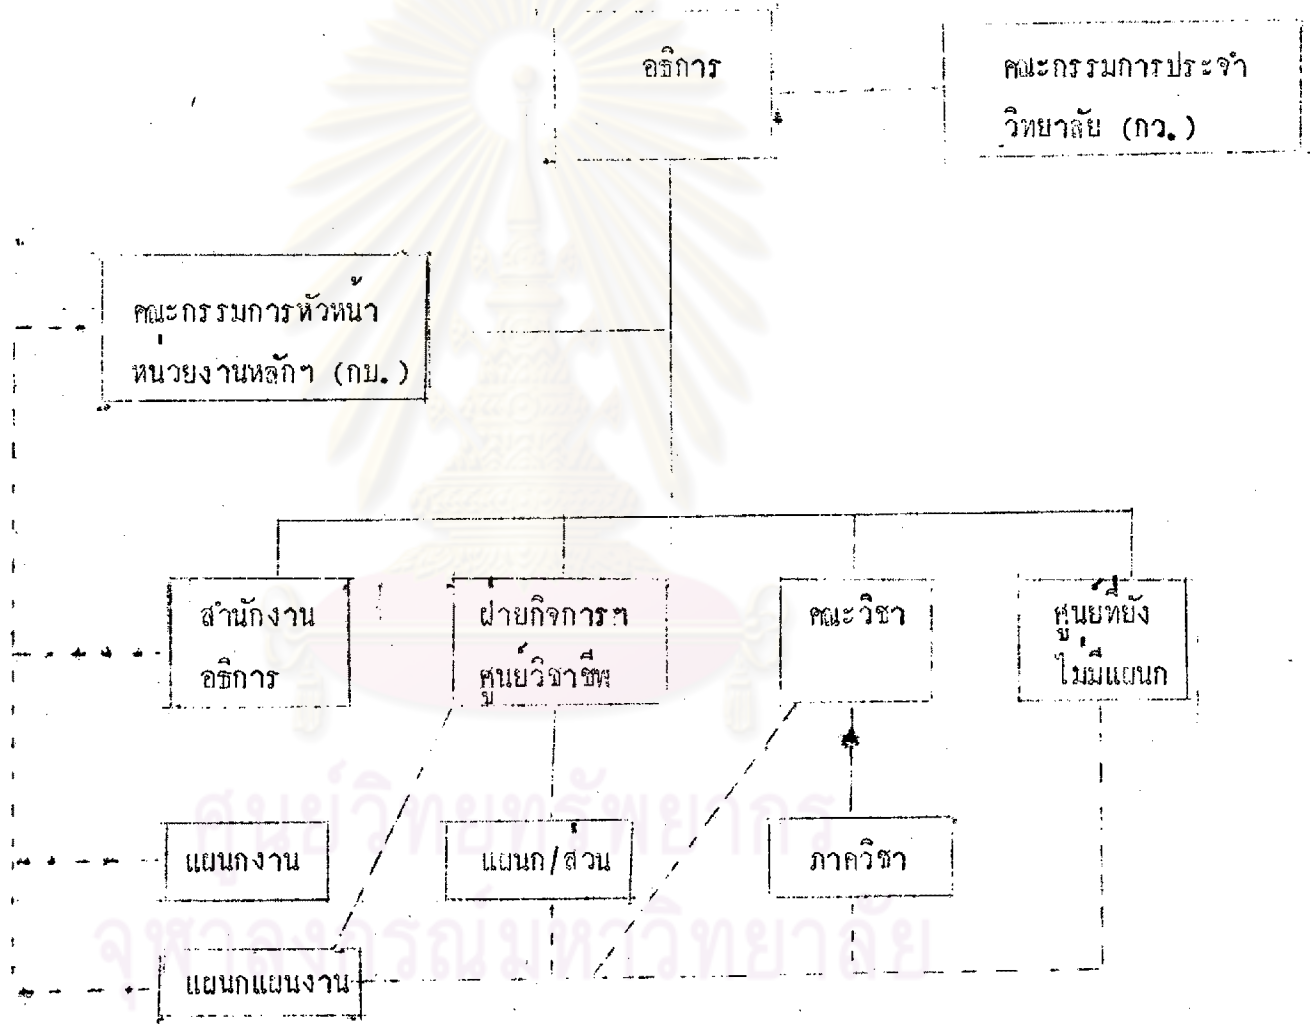 อธิการ
คณะกรรมการประจำ
วิทยาลัย (กว.)
คณะกรรมการหัวหน้า
หน่วยงานหลักๆ (กบ.)
สำนักงาน
อธิการ
ฝ่ายกิจการฯ
ศูนย์วิชาชีพ
คณะวิชา
ศูนย์ที่ยัง
ไม่มีแผนก
แผนกงาน
แผนก/ส่วน
ภาควิชา
แผนกแผนงาน
ศูนย์วิทยทรัพยากร
จุฬาลงกรณ์มหาวิทยาลัย